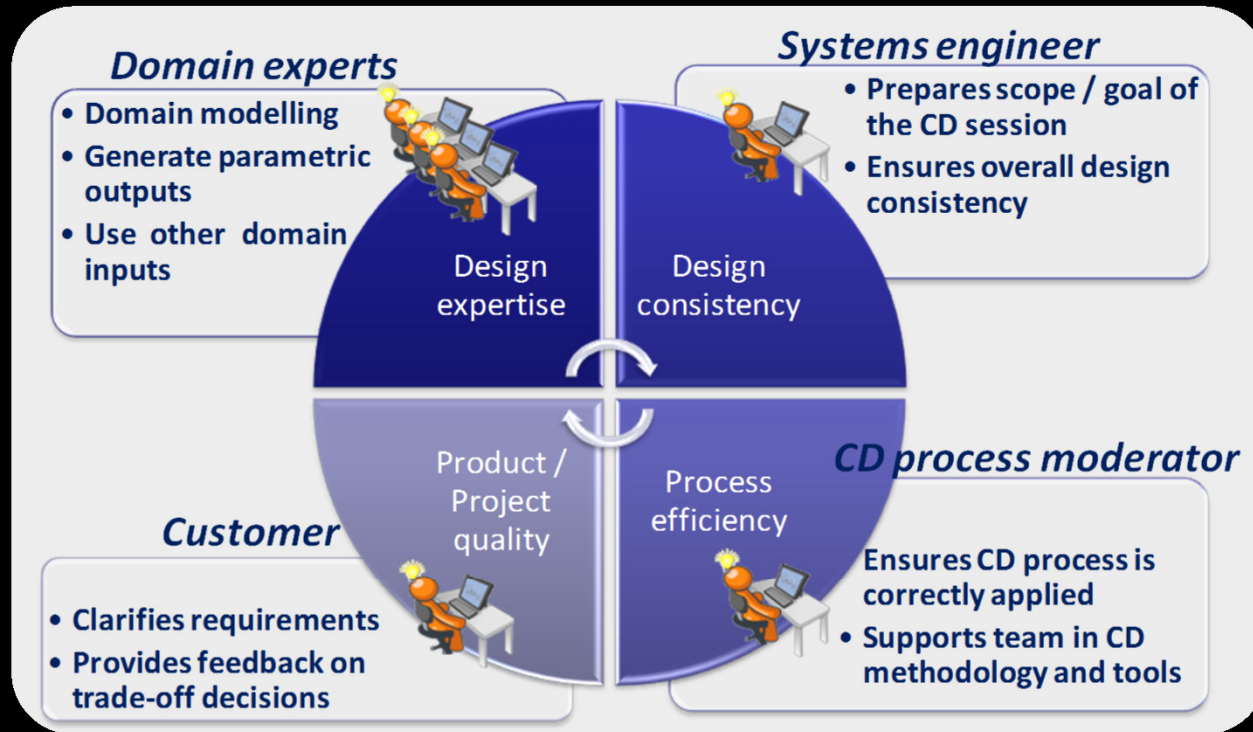 Domain experts
• Domain modelling
• Generate parametric
outputs
• Use other domain
inputs
Design
expertise
Systems engineer
• Prepares scope / goal of
the CD session
• Ensures overall design
consistency
Design
consistency
Customer
• Clarifies requirements
• Provides feedback on
trade-off decisions
Product /
Project
quality
CD process moderator
Ensures CD process is
correctly applied
• Supports team in CD
methodology and tools
Process
efficiency